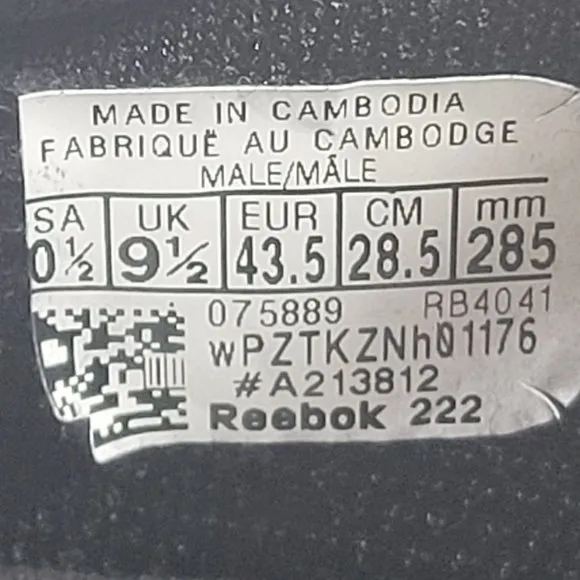 MADE IN CAMBODIA
FABRIQUË AU CAMBODGE
MALE/MÂLE
SA UK EUR CM mm
0½ 9½ 43.5 28.5 285
075889 RB4041
wPZTKZNh01176
#A213812
Reebok 222